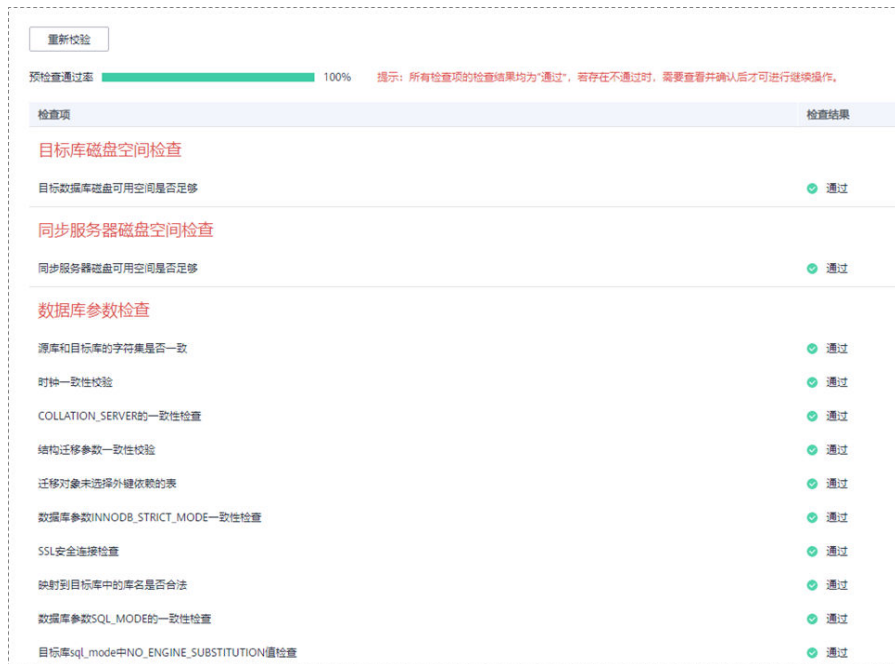 重新校验
预检查通过率 100% 提示：所有检查项的检查结果均为"通过"，若存在不通过时，需要查看并确认后才可进行继续操作。
检查项 检查结果
目标库磁盘空间检查
目标数据库磁盘可用空间是否足够 通过
同步服务器磁盘空间检查
同步服务器磁盘可用空间是否足够 通过
数据库参数检查
源库和目标库的字符集是否一致 通过
时钟一致性校验 通过
COLLATION_SERVER的一致性检查 通过
结构迁移参数一致性校验 通过
迁移对象未选择外键依赖的表 通过
数据库参数INNODB_STRICT_MODE一致性检查 通过
SSL安全连接检查 通过
映射到目标库中的库名是否合法 通过
数据库参数SQL_MODE的一致性检查 通过
目标库sql_mode中NO_ENGINE_SUBSTITUTION值检查 通过